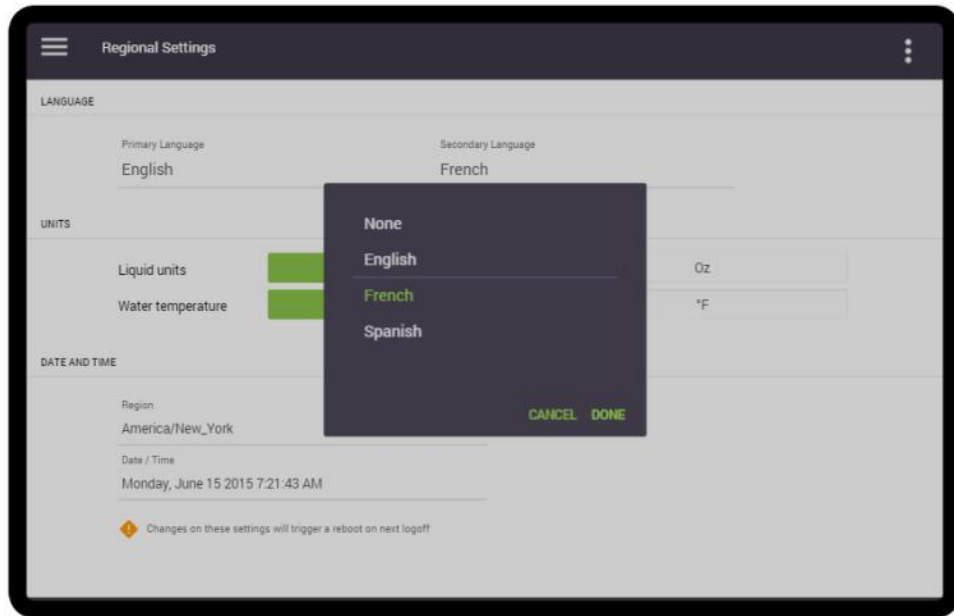 Regional Settings
LANGUAGE
Primary Language
Secondary Language
English
French
None
UNITS
English
Liquid units
Oz
French
Water temperature
°F
Spanish
DATE AND TIME
Region
CANCEL DONE
America/New_York
Date / Time
Monday, June 15 2015 7:21:43 AM
Changes on these settings will trigger a reboot on next logoff